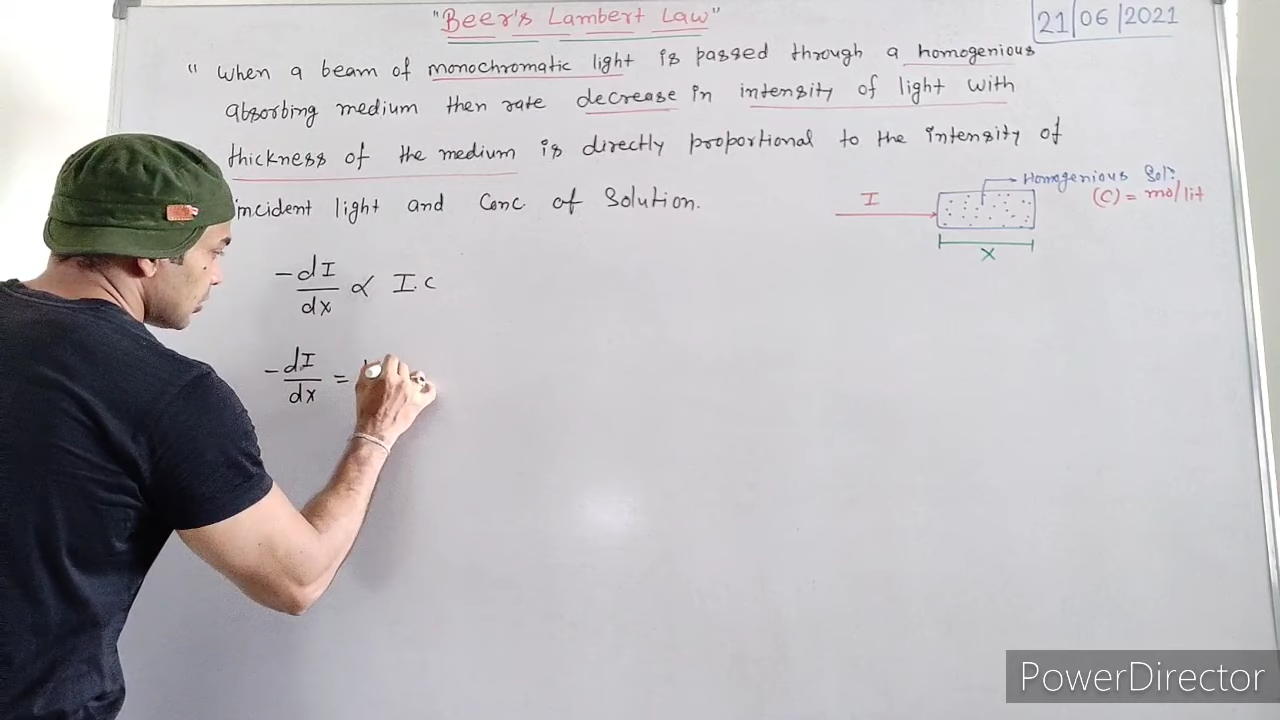 "Beer's Lambert Law"
21/06/2021
" When a beam of monochromatic light is passed through a homogenious
absorbing medium then rate decrease in intensity of light with
thickness of the medium is directly proportional to the intensity of
incident light and Conc. of Solution.
Homogenious Sol?
(C) = mo/lit
I
x
-dI/dx ∝ I.C
-dI/dx =
PowerDirector